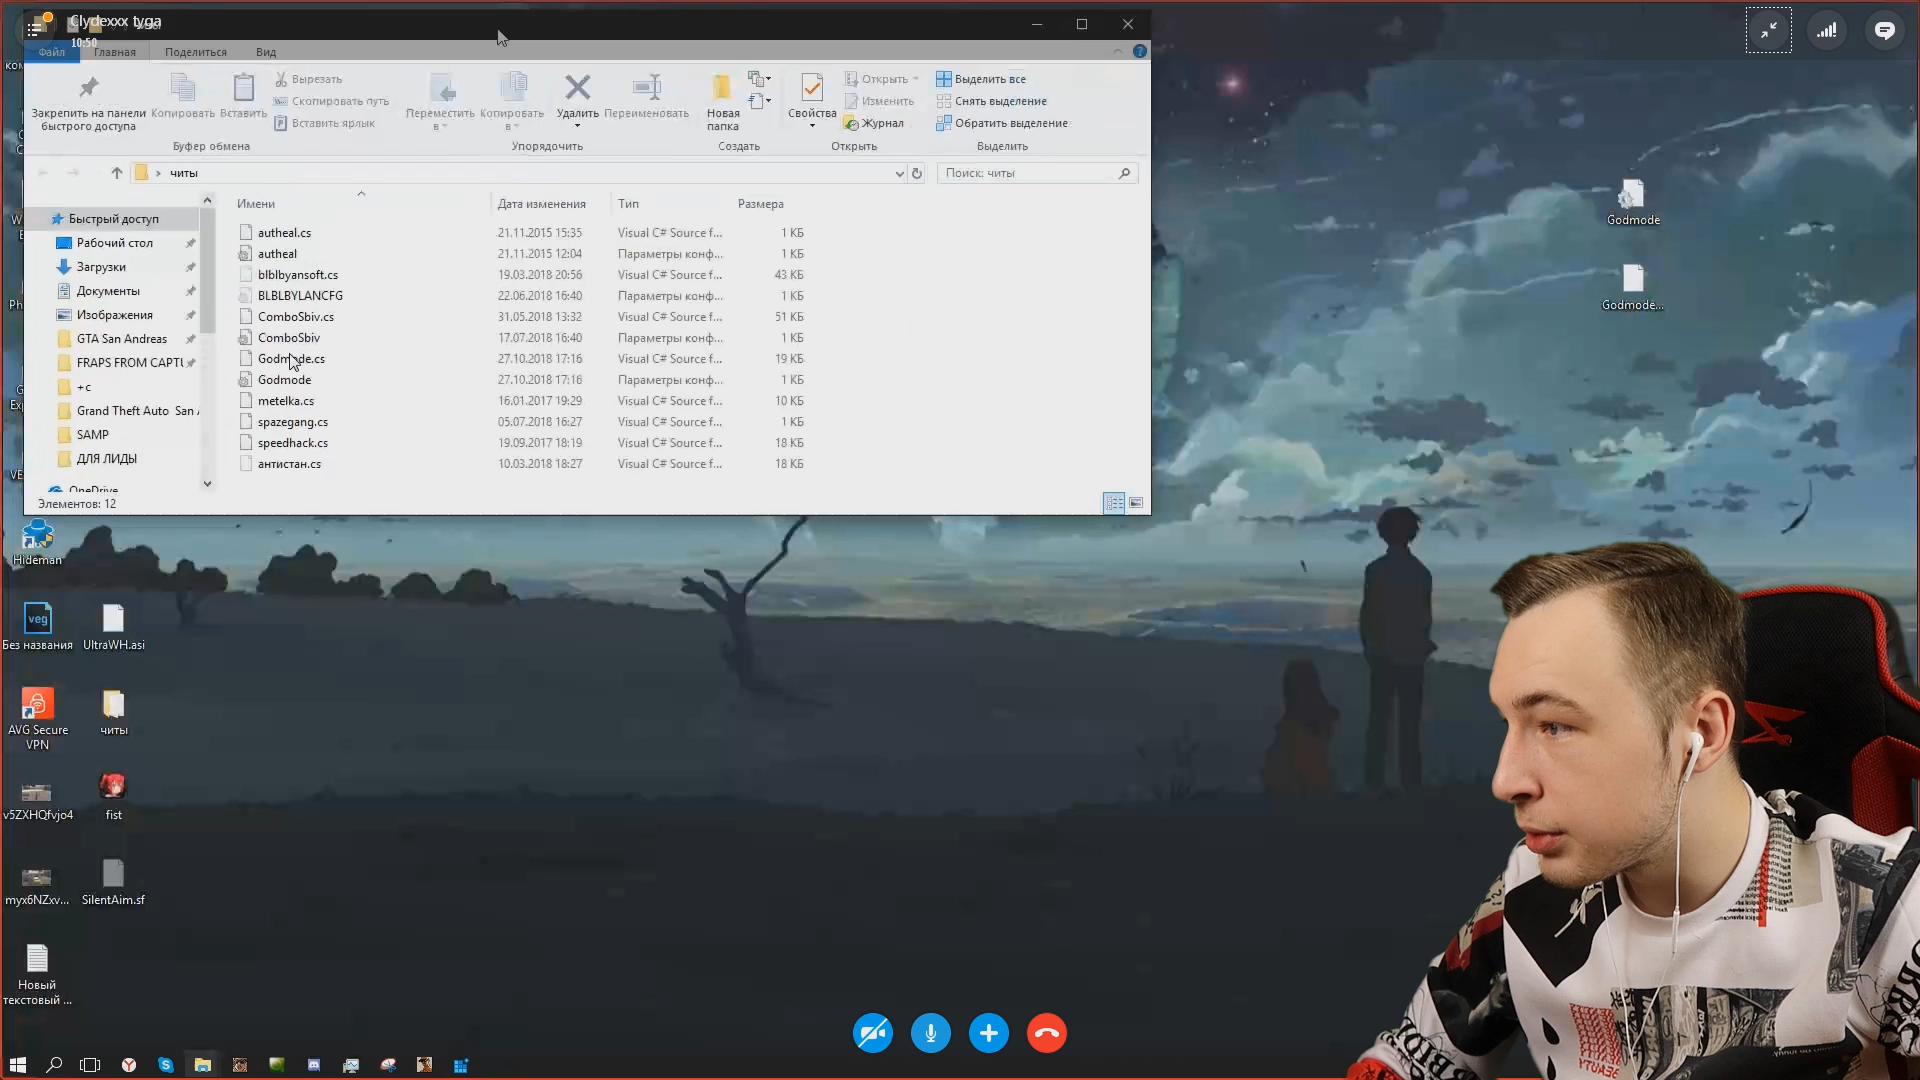 Clydexxx tyga
10:50
Файл
Главная
Поделиться
Вид
Закрепить на панели
быстрого доступа
Копировать
Вставить
Вырезать
Скопировать путь
Вставить ярлык
Буфер обмена
Переместить
в
Копировать
в
Удалить
Переименовать
Упорядочить
Новая
папка
Создать
Свойства
Открыть
Изменить
Журнал
Открыть
Выделить все
Снять выделение
Обратить выделение
Выделить
читы
Поиск: читы
Быстрый доступ
Рабочий стол
Загрузки
Документы
Изображения
GTA San Andreas
FRAPS FROM CAPTU
+c
Grand Theft Auto San A
SAMP
ДЛЯ ЛИДЫ
OneDrive
Имени
Дата изменения
Тип
Размера
autheal.cs 21.11.2015 15:35 Visual C# Source f... 1 КБ
autheal 21.11.2015 12:04 Параметры конф... 1 КБ
blblbyansoft.cs 19.03.2018 20:56 Visual C# Source f... 43 КБ
BLBLBYLANCFG 22.06.2018 16:40 Параметры конф... 1 КБ
ComboSbiv.cs 31.05.2018 13:32 Visual C# Source f... 51 КБ
ComboSbiv 17.07.2018 16:40 Параметры конф... 1 КБ
Godmode.cs 27.10.2018 17:16 Visual C# Source f... 19 КБ
Godmode 27.10.2018 17:16 Параметры конф... 1 КБ
metelka.cs 16.01.2017 19:29 Visual C# Source f... 10 КБ
spazegang.cs 05.07.2018 16:27 Visual C# Source f... 1 КБ
speedhack.cs 19.09.2017 18:19 Visual C# Source f... 18 КБ
антистан.cs 10.03.2018 18:27 Visual C# Source f... 18 КБ
Элементов: 12
Godmode
Godmode...
Hideman
veg
Без названия
UltraWH.asi
AVG Secure
VPN
читы
v5ZXHQfvjo4
fist
myx6NZxv...
SilentAim.sf
Новый
текстовый ...